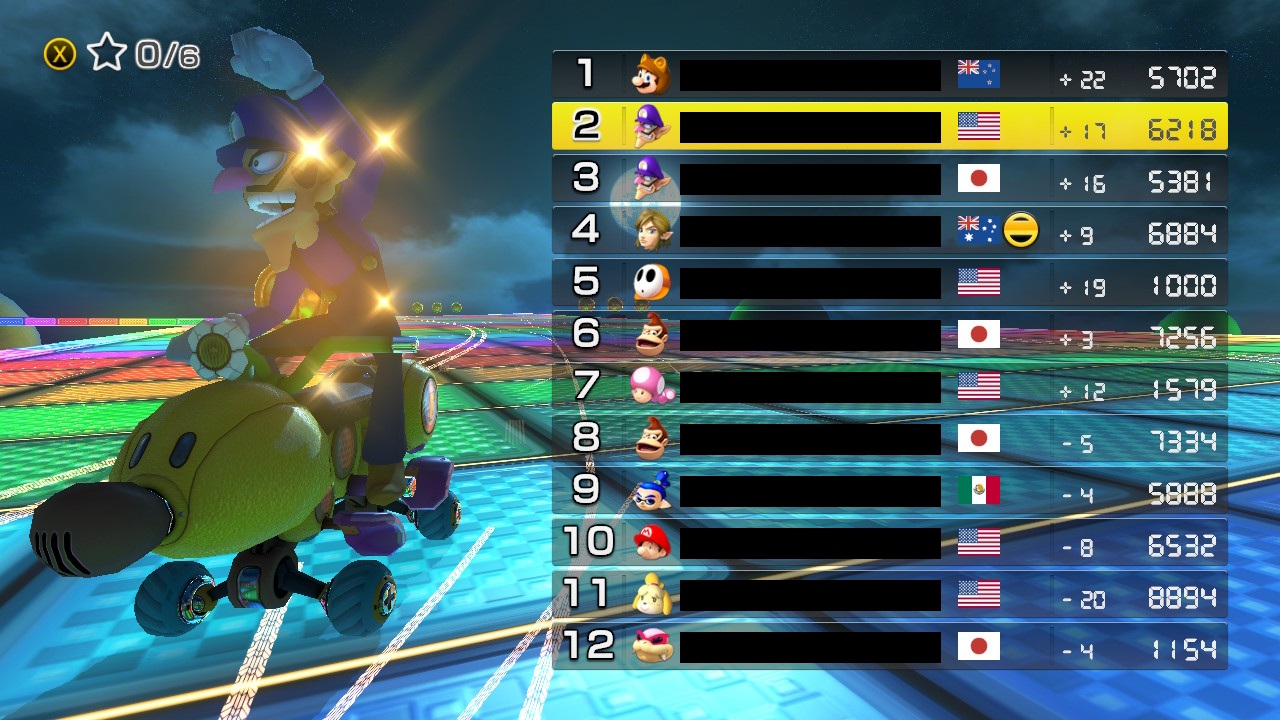 X 0/6
1 + 22 5702
2 + 17 6218
3 + 16 5381
4 + 9 6884
5 + 19 1000
6 + 3 7256
7 + 12 1579
8 - 5 7334
9 - 4 5888
10 - 8 6532
11 - 20 8894
12 - 4 1154